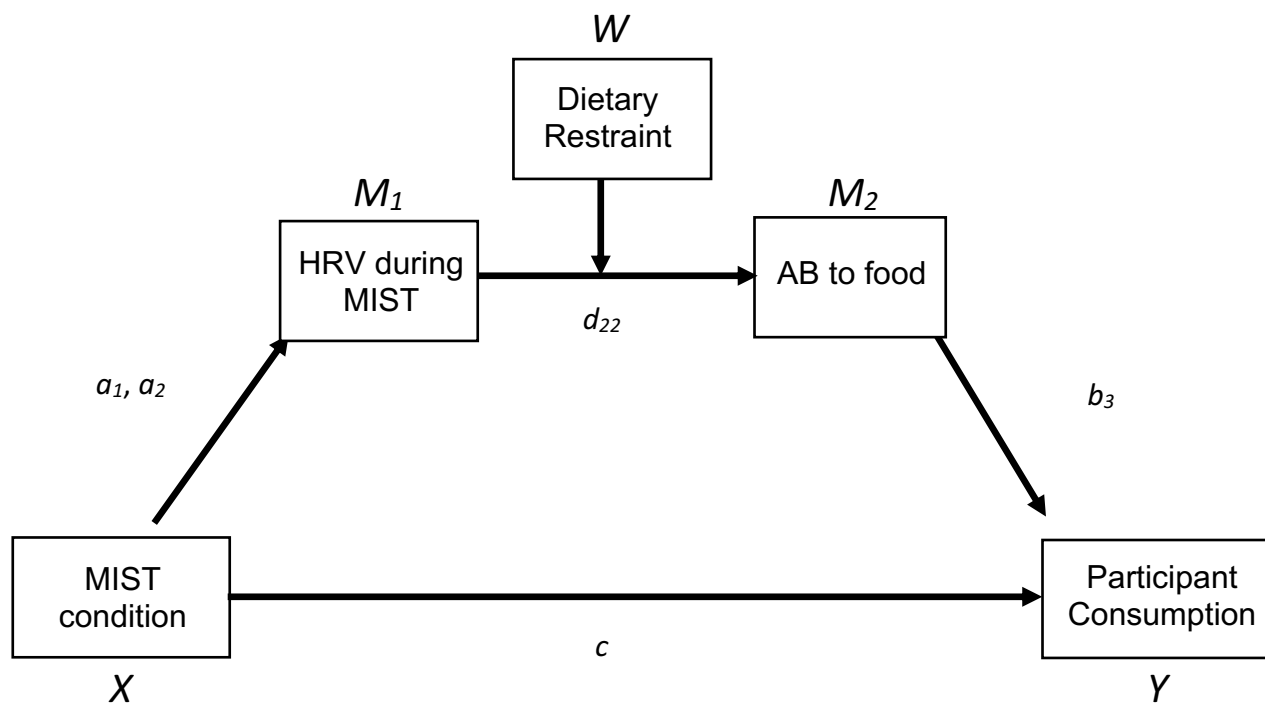 W
Dietary
Restraint
M₁
M₂
HRV during
MIST
AB to food
d₂₂
a₁, a₂
b₃
MIST
condition
Participant
Consumption
c
X
Y